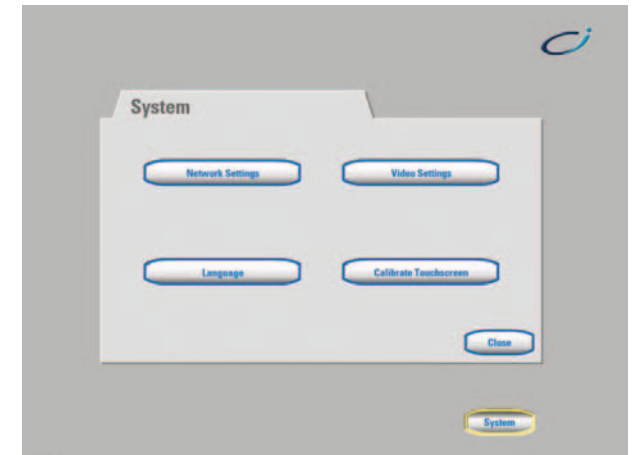 System
Network Settings
Video Settings
Language
Calibrate Touchscreen
Close
System